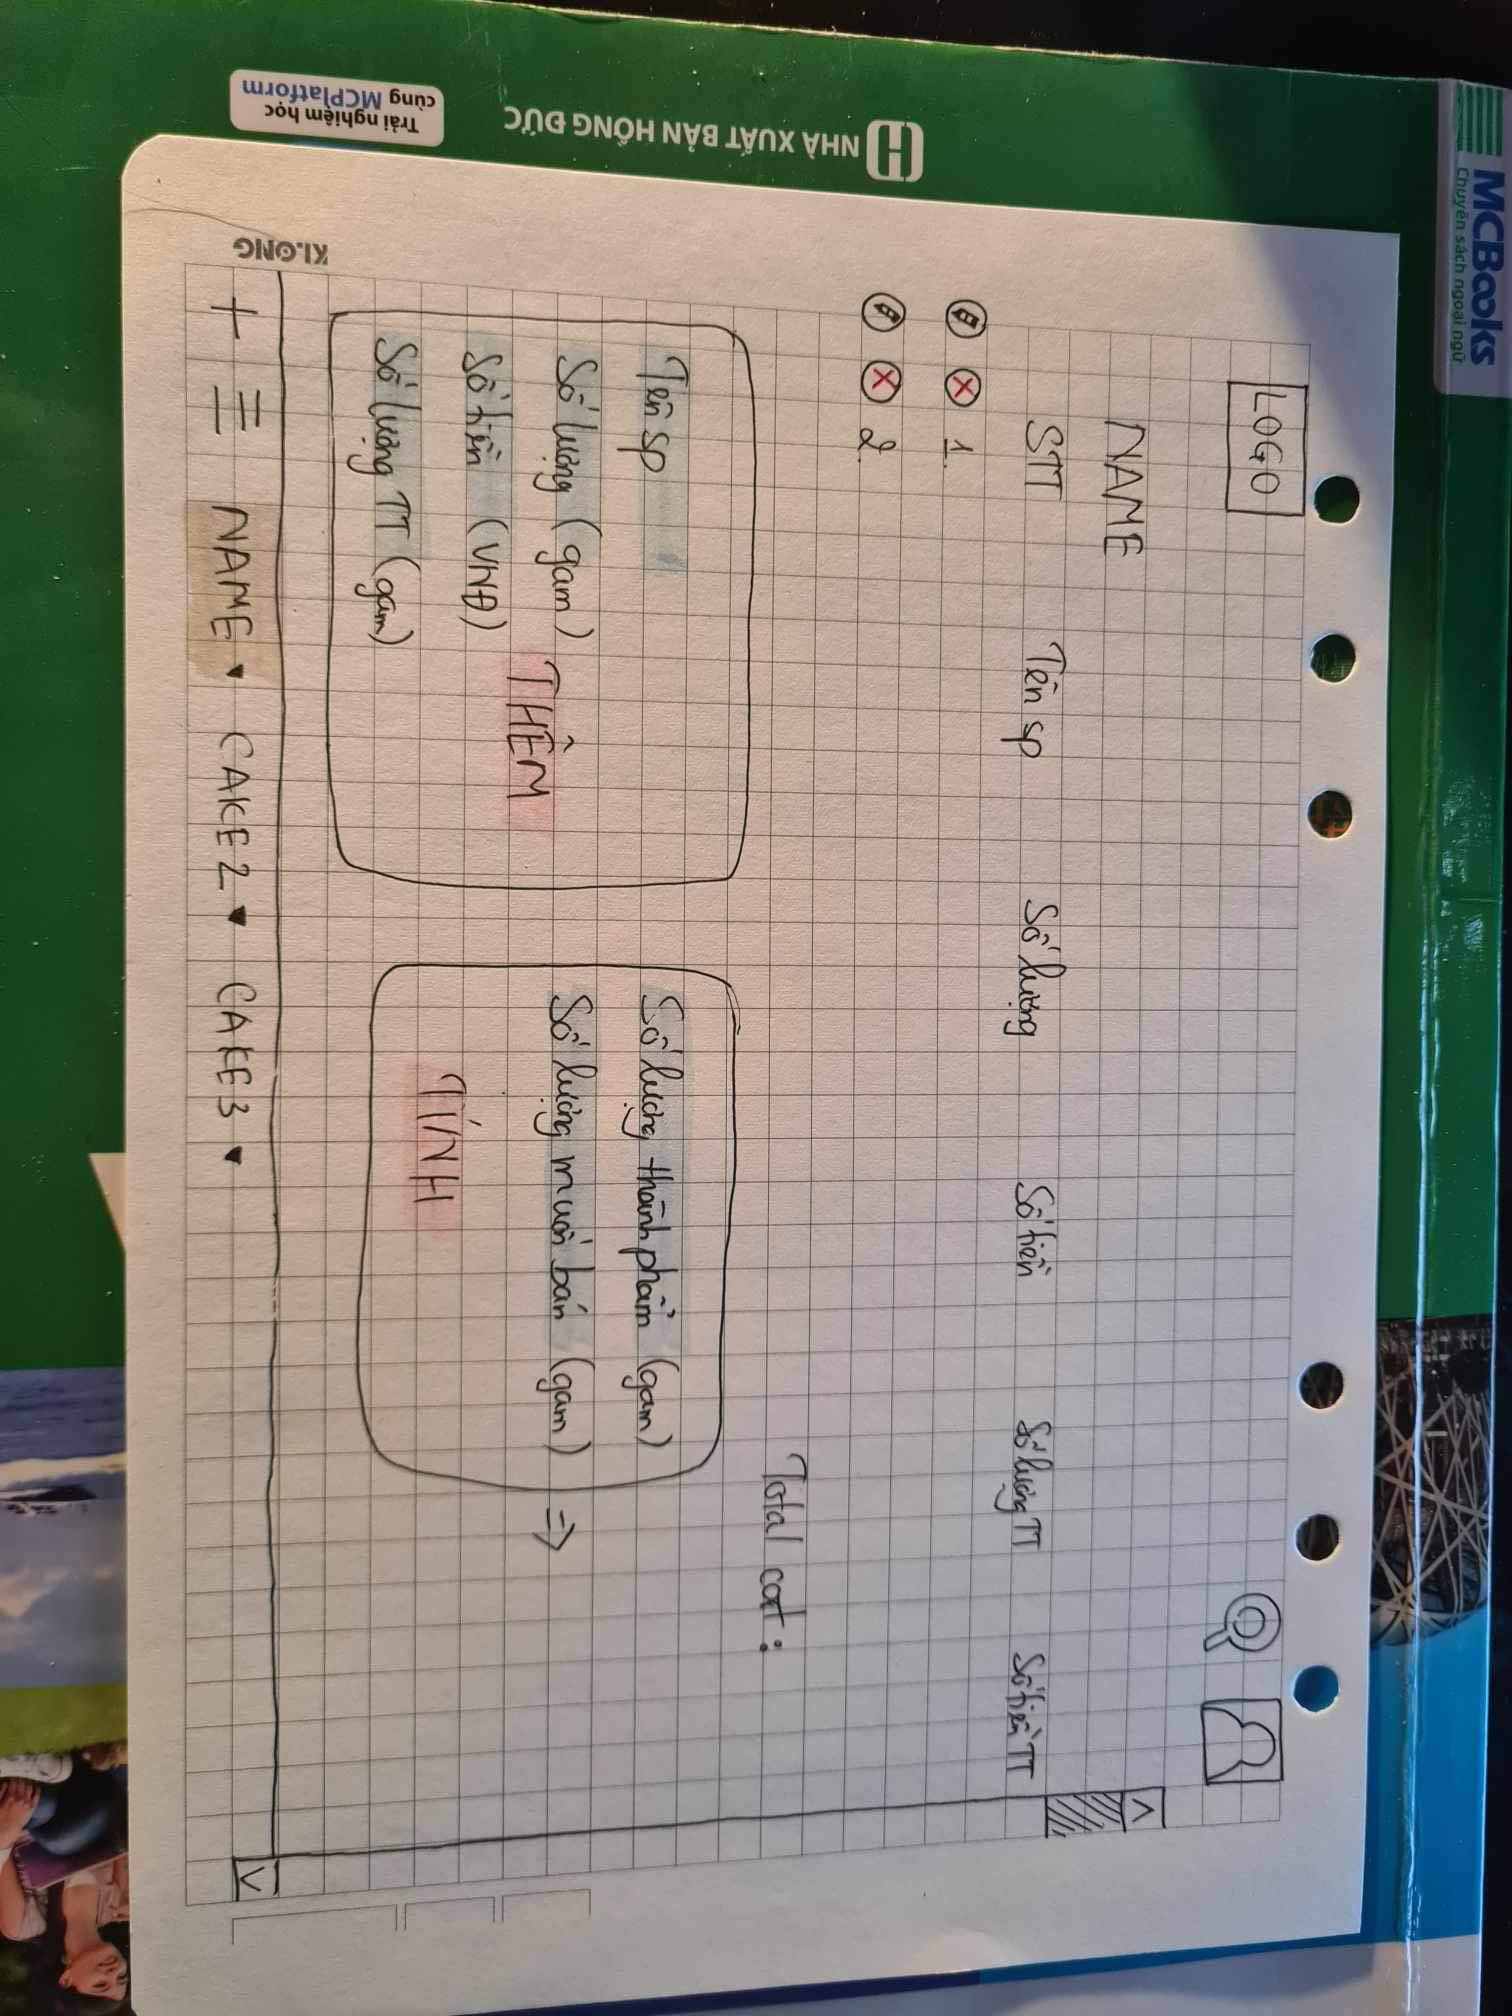 MCBooks
Chuyên sách ngoại ngữ
LOGO
NAME
STT Tên sp Số lượng Số tiền Số lượng TT Số tiền TT
1.
2.
Total cost:
Tên sp
Số lượng (gam)
THÊM
Số tiền (VNĐ)
Số lượng TT (gam)
Số lượng thành phẩm (gam)
Số lượng muốn bán (gam) ⇒
TÍNH
+ ☰ NAME ▾ CAKE2 ▾ CAKE3 ▾
NHÀ XUẤT BẢN HỒNG ĐỨC
Trải nghiệm học
cùng MCPlatform
KLONG